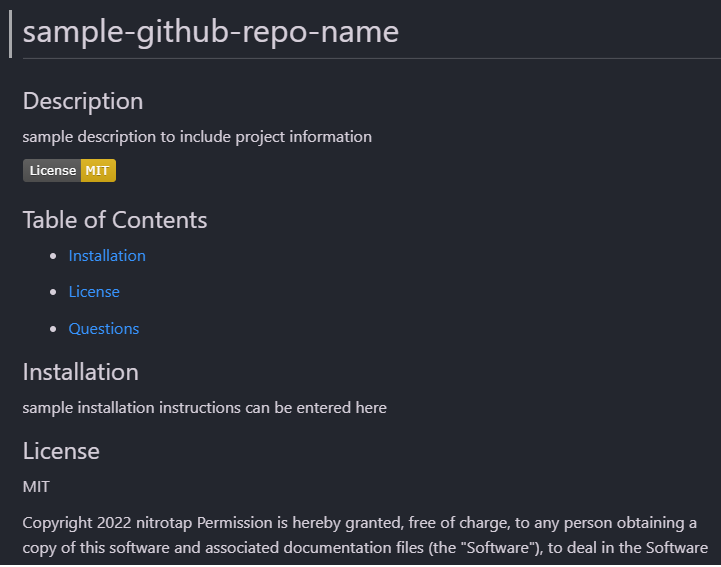 sample-github-repo-name
Description
sample description to include project information
License MIT
Table of Contents
Installation
License
Questions
Installation
sample installation instructions can be entered here
License
MIT
Copyright 2022 nitrotap Permission is hereby granted, free of charge, to any person obtaining a
copy of this software and associated documentation files (the "Software"), to deal in the Software